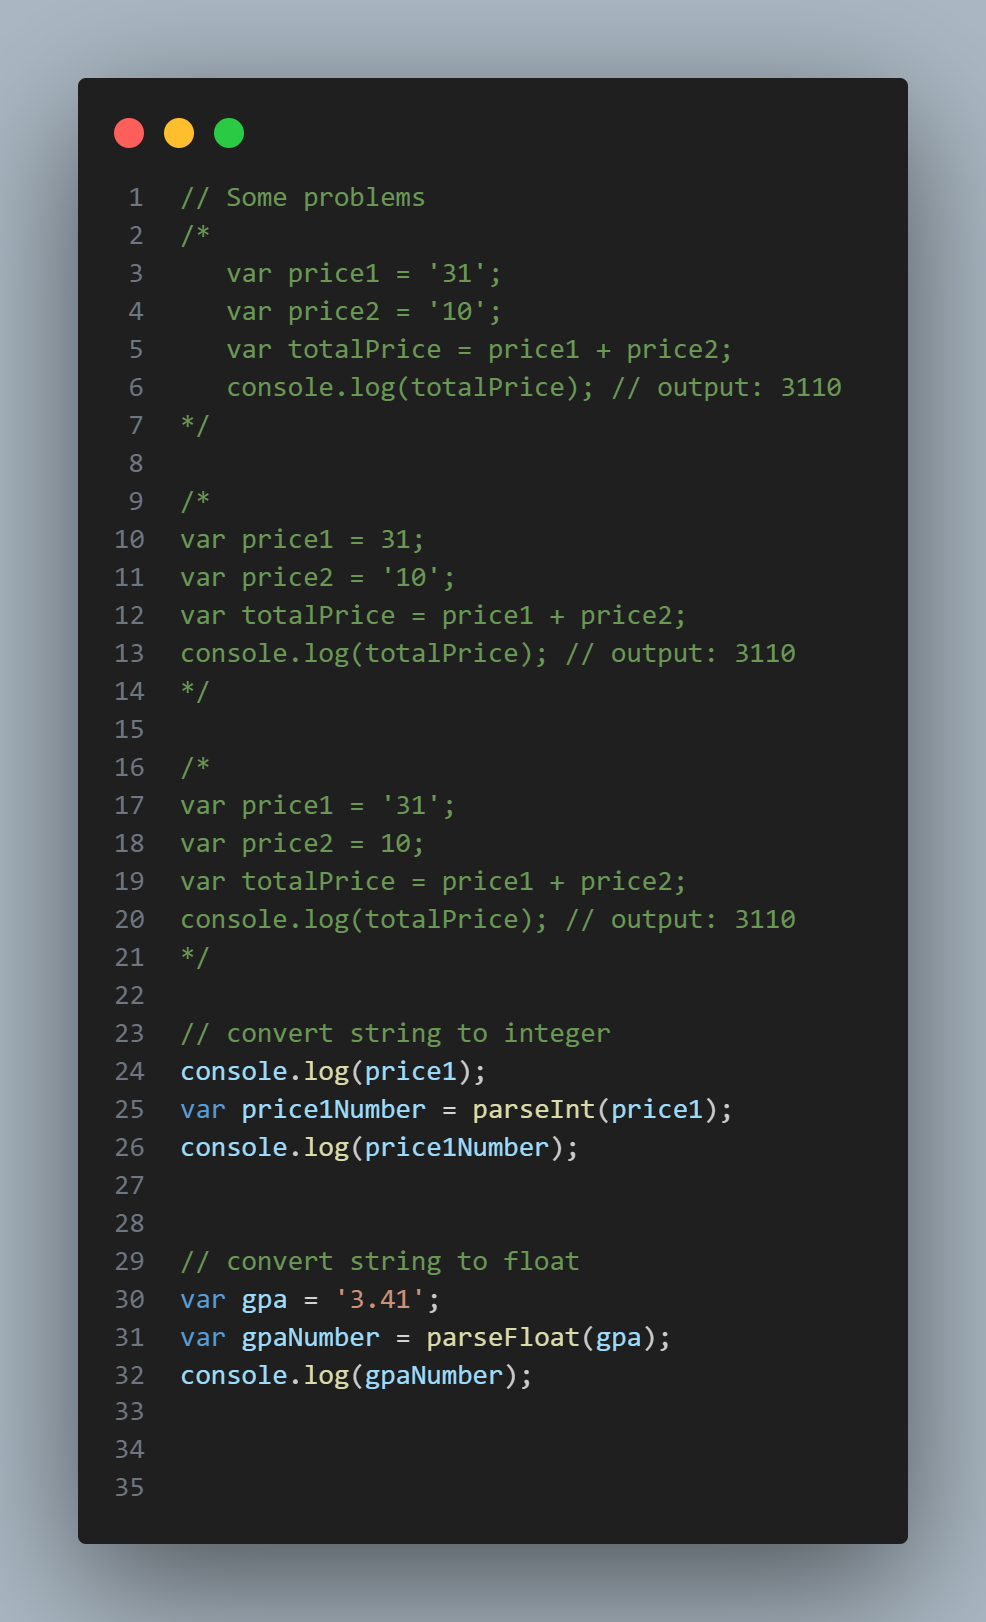 1 // Some problems
2 /*
3    var price1 = '31';
4    var price2 = '10';
5    var totalPrice = price1 + price2;
6    console.log(totalPrice); // output: 3110
7 */
8
9 /*
10 var price1 = 31;
11 var price2 = '10';
12 var totalPrice = price1 + price2;
13 console.log(totalPrice); // output: 3110
14 */
15
16 /*
17 var price1 = '31';
18 var price2 = 10;
19 var totalPrice = price1 + price2;
20 console.log(totalPrice); // output: 3110
21 */
22
23 // convert string to integer
24 console.log(price1);
25 var price1Number = parseInt(price1);
26 console.log(price1Number);
27
28
29 // convert string to float
30 var gpa = '3.41';
31 var gpaNumber = parseFloat(gpa);
32 console.log(gpaNumber);
33
34
35